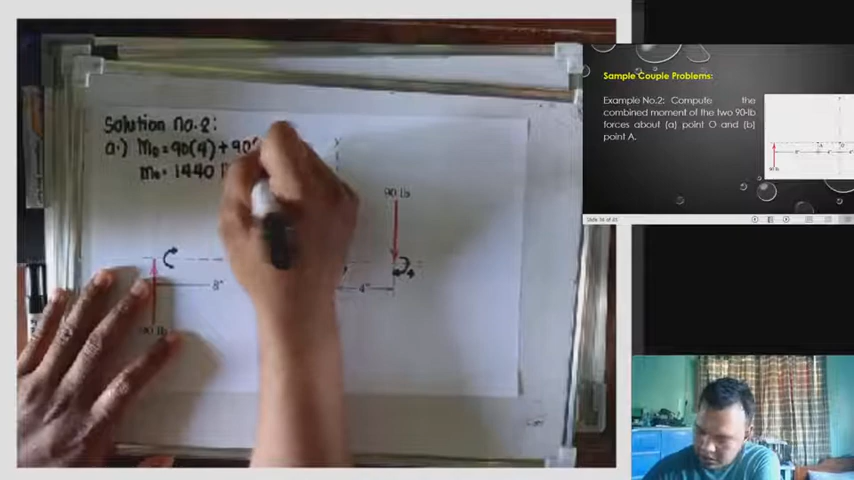 Solution No. 2:
a.) Mo = 90(4) + 90(
Mo = 1440
90 lb
8"
4"
90 lb
Sample Couple Problems:
Example No.2: Compute the
combined moment of the two 90-lb
forces about (a) point O and (b)
point A.